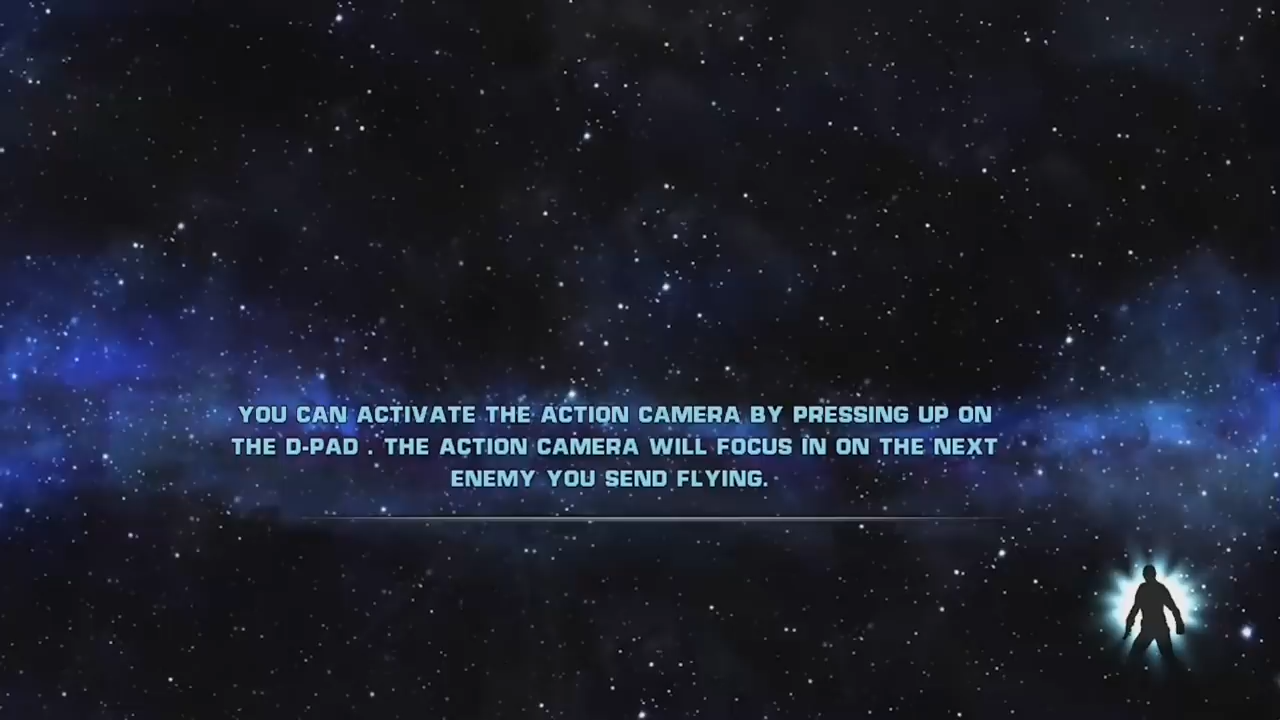 YOU CAN ACTIVATE THE ACTION CAMERA BY PRESSING UP ON
THE D-PAD . THE ACTION CAMERA WILL FOCUS IN ON THE NEXT
ENEMY YOU SEND FLYING.